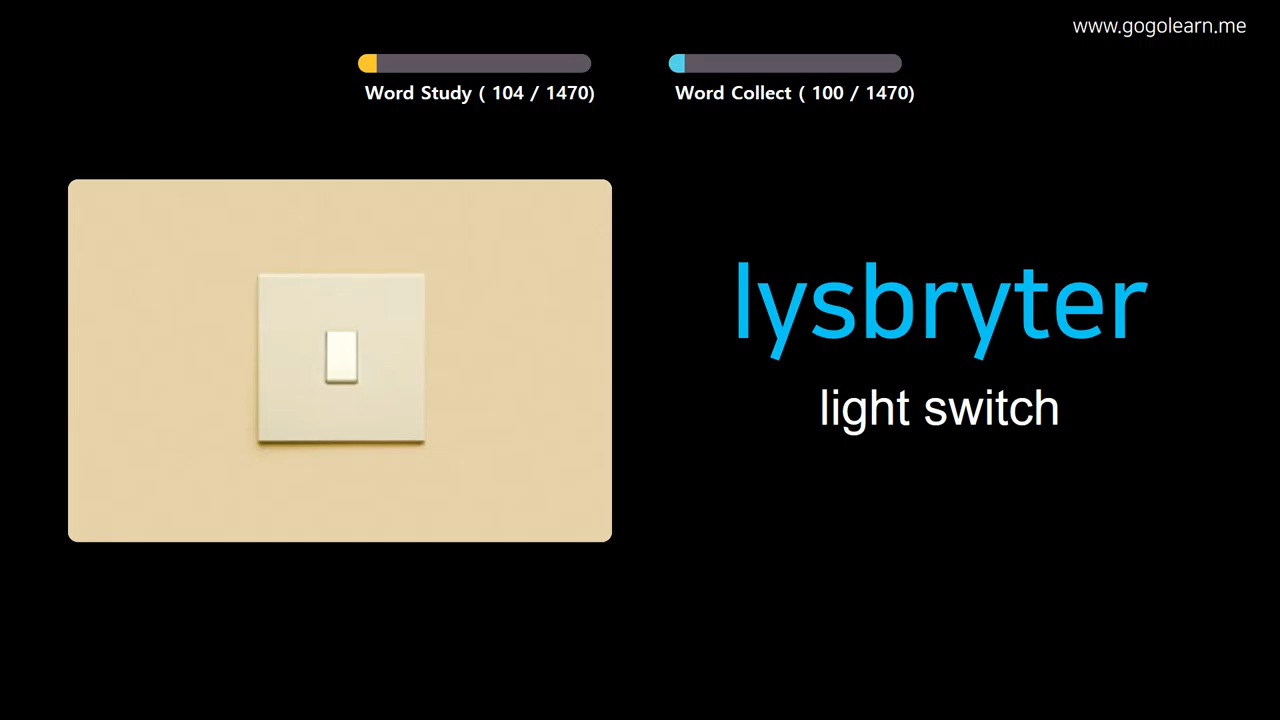 www.gogolearn.me
Word Study ( 104 / 1470)
Word Collect ( 100 / 1470)
lysbryter
light switch